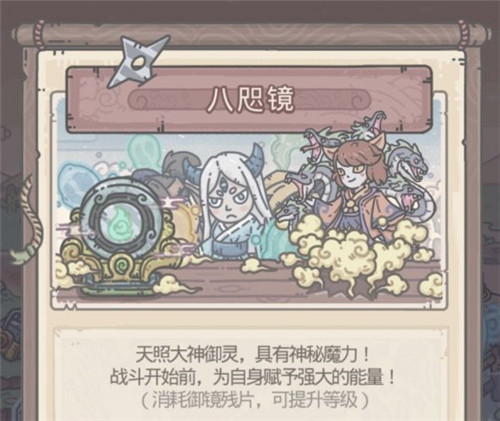 八咫镜
天照大神御灵，具有神秘魔力！
战斗开始前，为自身赋予强大的能量！
（消耗御镜残片，可提升等级）